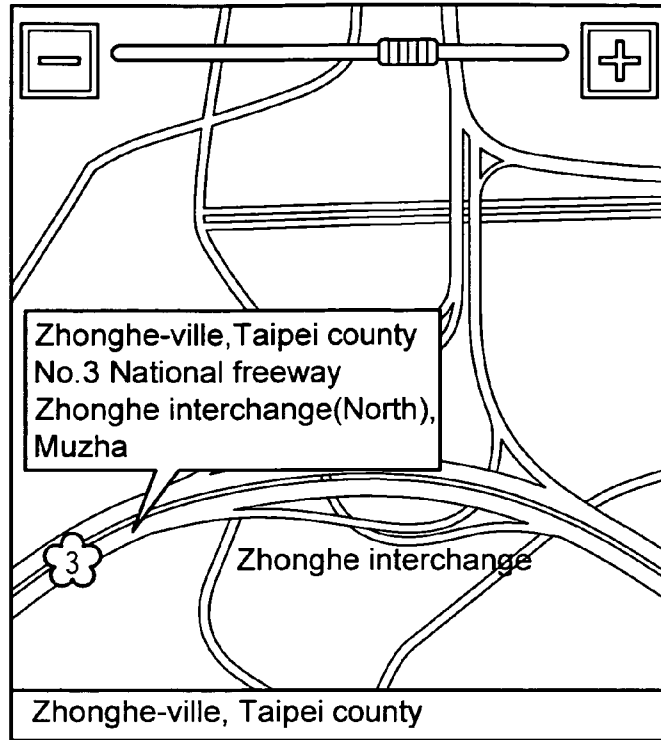 Zhonghe-ville,Taipei county
No.3 National freeway
Zhonghe interchange(North),
Muzha
3
Zhonghe interchange
Zhonghe-ville, Taipei county